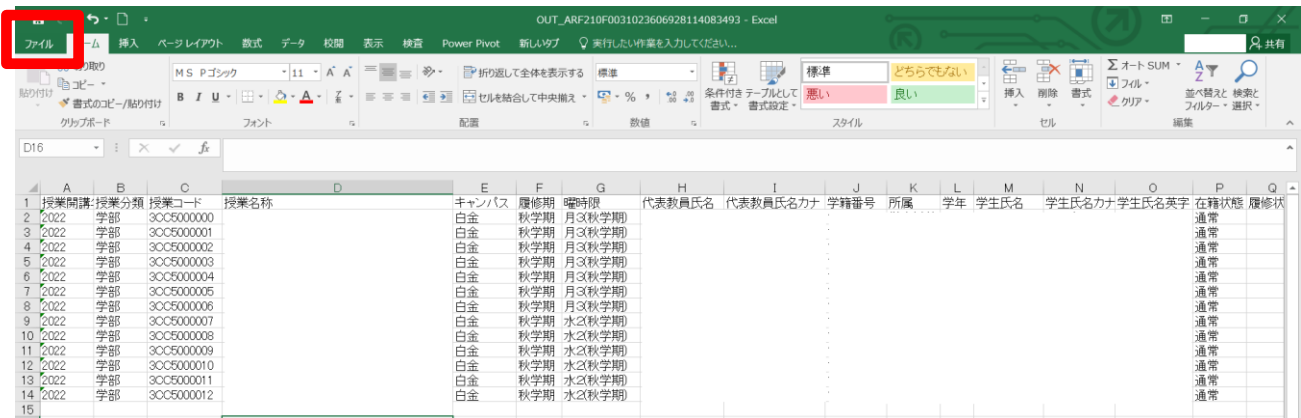 OUT_ARF210F0031023606928114083493 - Excel
ファイル ーム 挿入 ページ レイアウト 数式 データ 校閲 表示 検査 Power Pivot 新しいタブ 実行したい作業を入力してください... 共有
切り取り
コピー
貼り付け
書式のコピー/貼り付け
クリップボード
ＭＳ Ｐゴシック 11
B I U
フォント
折り返して全体を表示する
セルを結合して中央揃え
配置
標準
%
数値
条件付き書式
テーブルとして書式設定
標準 どちらでもない
悪い 良い
スタイル
挿入 削除 書式
セル
Σ オート SUM
フィル
クリア
並べ替えと フィルター
検索と 選択
編集
D16 fx
A B C D E F G H I J K L M N O P Q
1 授業開講 授業分類 授業コード 授業名称 キャンパス 履修期 曜時限 代表教員氏名 代表教員氏名カナ 学籍番号 所属 学年 学生氏名 学生氏名カナ 学生氏名英字 在籍状態 履修状
2 2022 学部 3CC5000000 白金 秋学期 月3(秋学期) 通常
3 2022 学部 3CC5000001 白金 秋学期 月3(秋学期) 通常
4 2022 学部 3CC5000002 白金 秋学期 月3(秋学期) 通常
5 2022 学部 3CC5000003 白金 秋学期 月3(秋学期) 通常
6 2022 学部 3CC5000004 白金 秋学期 月3(秋学期) 通常
7 2022 学部 3CC5000005 白金 秋学期 月3(秋学期) 通常
8 2022 学部 3CC5000006 白金 秋学期 月3(秋学期) 通常
9 2022 学部 3CC5000007 白金 秋学期 水2(秋学期) 通常
10 2022 学部 3CC5000008 白金 秋学期 水2(秋学期) 通常
11 2022 学部 3CC5000009 白金 秋学期 水2(秋学期) 通常
12 2022 学部 3CC5000010 白金 秋学期 水2(秋学期) 通常
13 2022 学部 3CC5000011 白金 秋学期 水2(秋学期) 通常
14 2022 学部 3CC5000012 白金 秋学期 水2(秋学期) 通常
15